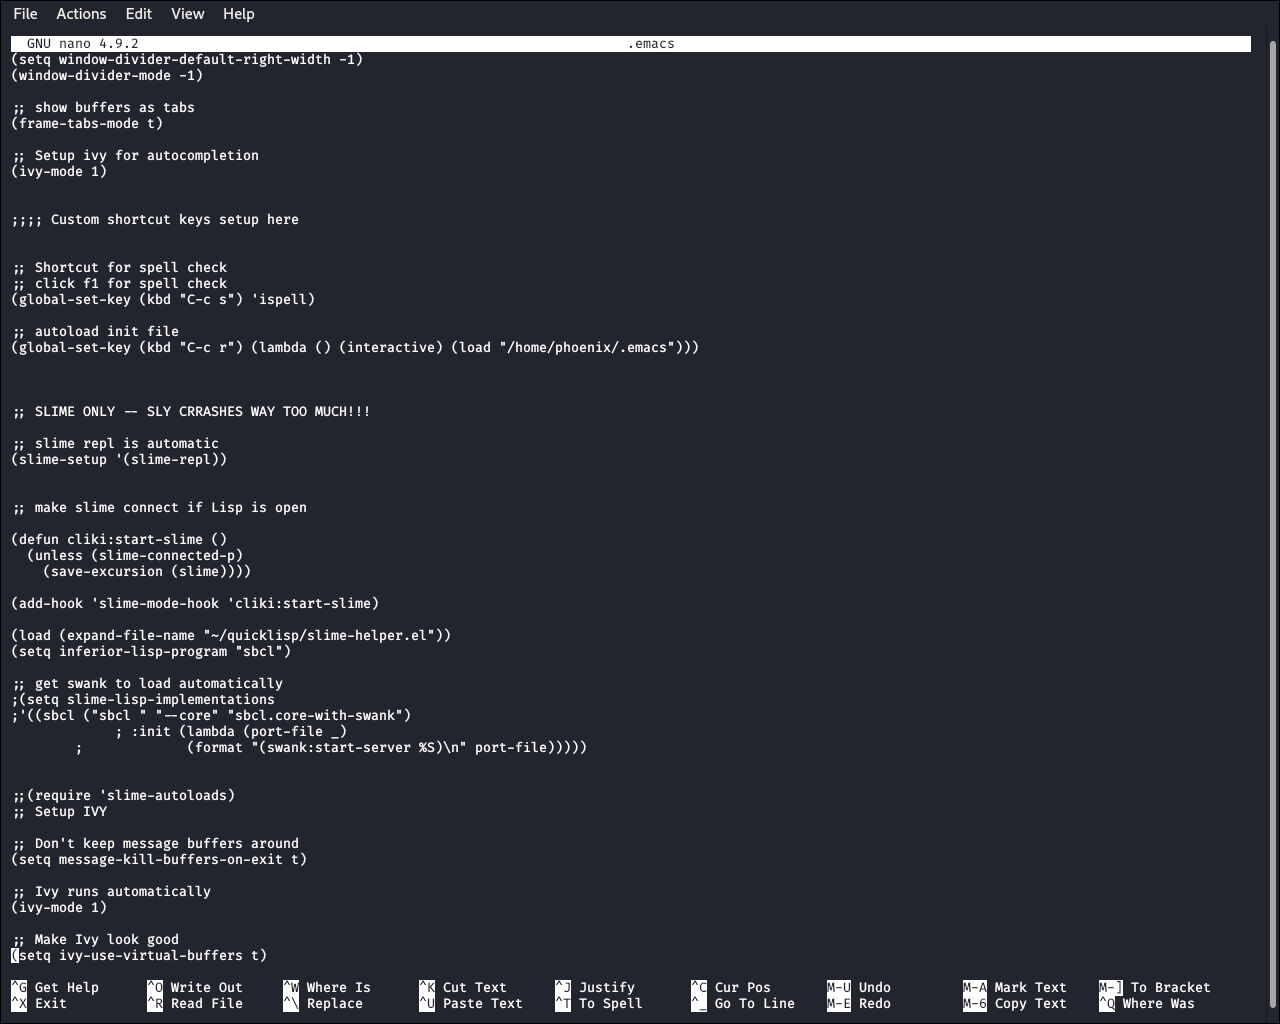 File Actions Edit View Help
GNU nano 4.9.2 .emacs
(setq window-divider-default-right-width -1)
(window-divider-mode -1)
;; show buffers as tabs
(frame-tabs-mode t)
;; Setup ivy for autocompletion
(ivy-mode 1)
;;;; Custom shortcut keys setup here
;; Shortcut for spell check
;; click f1 for spell check
(global-set-key (kbd "C-c s") 'ispell)
;; autoload init file
(global-set-key (kbd "C-c r") (lambda () (interactive) (load "/home/phoenix/.emacs")))
;; SLIME ONLY -- SLY CRRASHES WAY TOO MUCH!!!
;; slime repl is automatic
(slime-setup '(slime-repl))
;; make slime connect if Lisp is open
(defun cliki:start-slime ()
  (unless (slime-connected-p)
    (save-excursion (slime))))
(add-hook 'slime-mode-hook 'cliki:start-slime)
(load (expand-file-name "~/quicklisp/slime-helper.el"))
(setq inferior-lisp-program "sbcl")
;; get swank to load automatically
;(setq slime-lisp-implementations
;'((sbcl ("sbcl " "--core" "sbcl.core-with-swank")
             ; :init (lambda (port-file _)
        ;             (format "(swank:start-server %S)\n" port-file)))))
;;(require 'slime-autoloads)
;; Setup IVY
;; Don't keep message buffers around
(setq message-kill-buffers-on-exit t)
;; Ivy runs automatically
(ivy-mode 1)
;; Make Ivy look good
(setq ivy-use-virtual-buffers t)
^G Get Help ^O Write Out ^W Where Is ^K Cut Text ^J Justify ^C Cur Pos M-U Undo M-A Mark Text M-] To Bracket
^X Exit ^R Read File ^\ Replace ^U Paste Text ^T To Spell ^_ Go To Line M-E Redo M-6 Copy Text ^Q Where Was